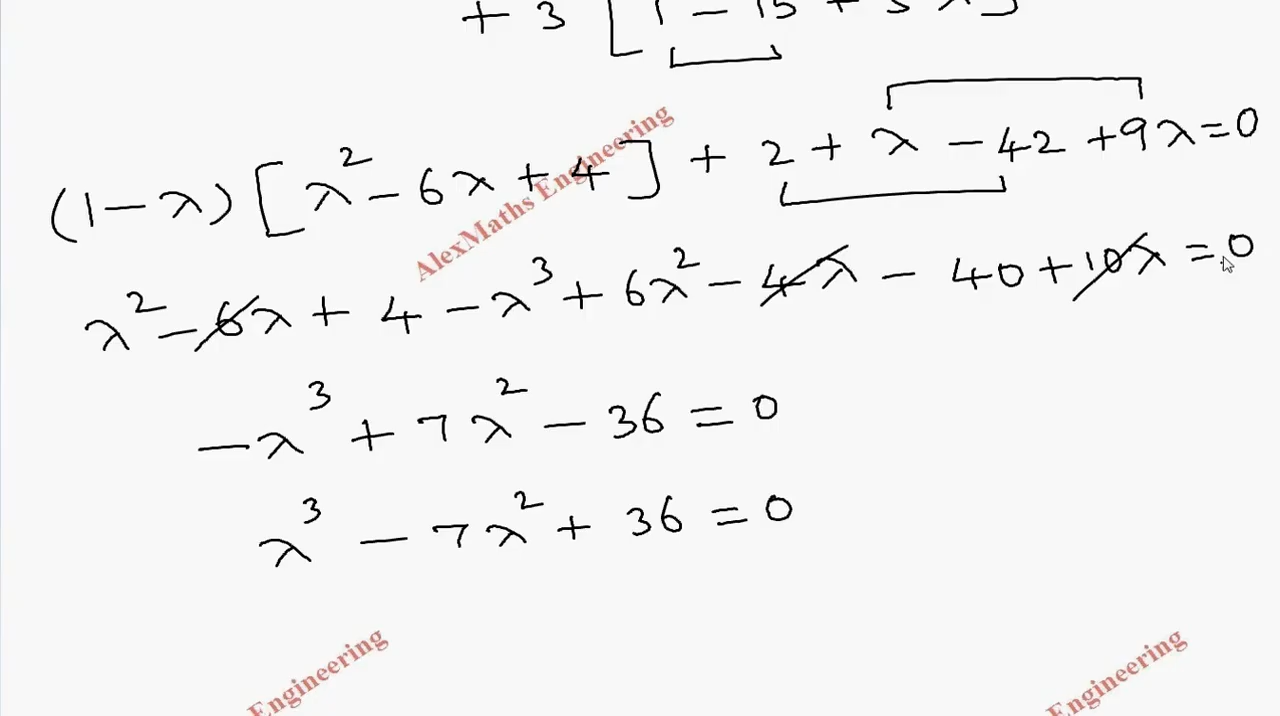 + 3 [1 - 15 + 3λ]
(1-λ) [λ² - 6λ + 4] + 2 + λ - 42 + 9λ = 0
AlexMaths Engineering
λ² - 6λ + 4 - λ³ + 6λ² - 4λ - 40 + 10λ = 0
-λ³ + 7λ² - 36 = 0
λ³ - 7λ² + 36 = 0
Engineering
Engineering